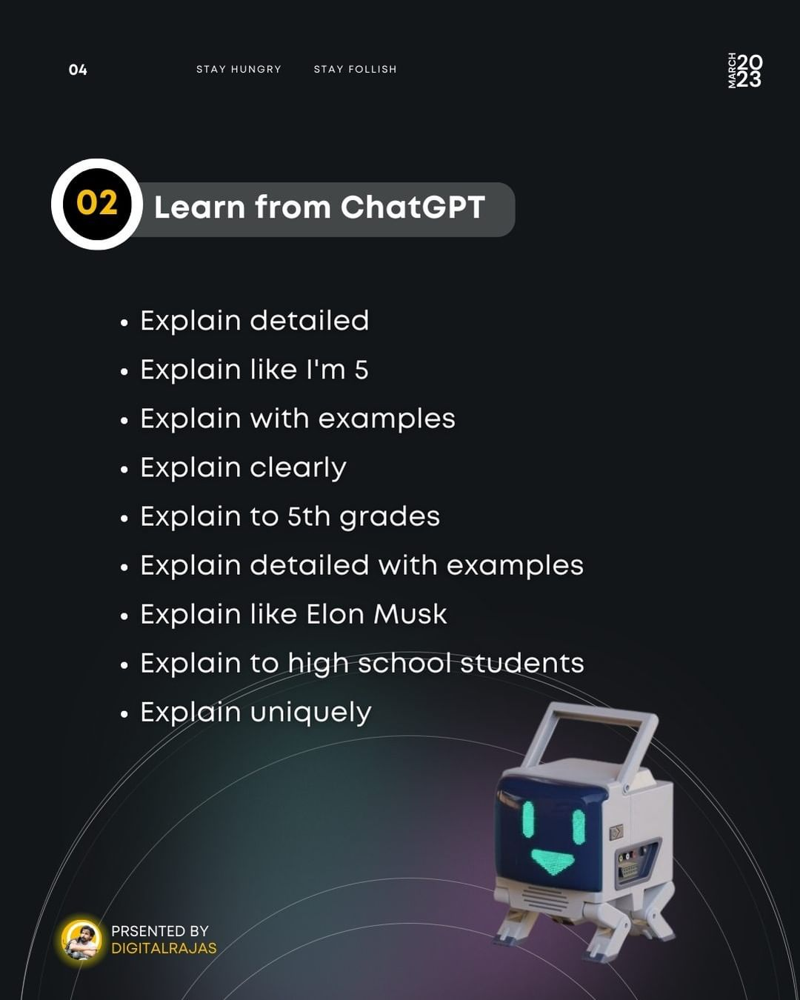 04
STAY HUNGRY STAY FOLLISH
MARCH 2023
02
Learn from ChatGPT
• Explain detailed
• Explain like I'm 5
• Explain with examples
• Explain clearly
• Explain to 5th grades
• Explain detailed with examples
• Explain like Elon Musk
• Explain to high school students
• Explain uniquely
PRSENTED BY
DIGITALRAJAS